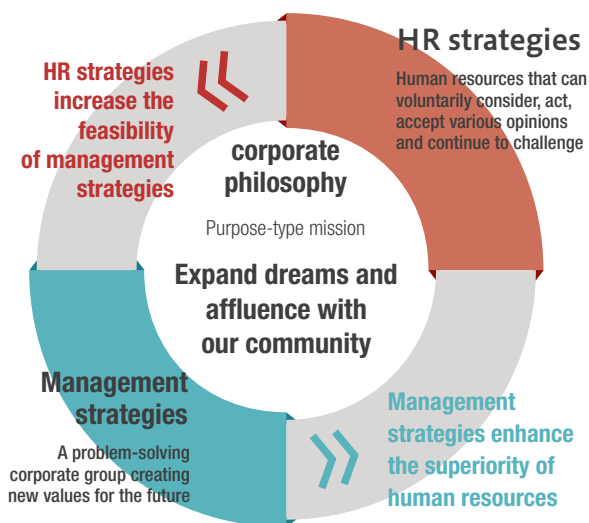 HR strategies
increase the
feasibility
of management
strategies
HR strategies
Human resources that can
voluntarily consider, act,
accept various opinions
and continue to challenge
corporate
philosophy
Purpose-type mission
Expand dreams and
affluence with
our community
Management
strategies
A problem-solving
corporate group creating
new values for the future
Management
strategies enhance
the superiority of
human resources